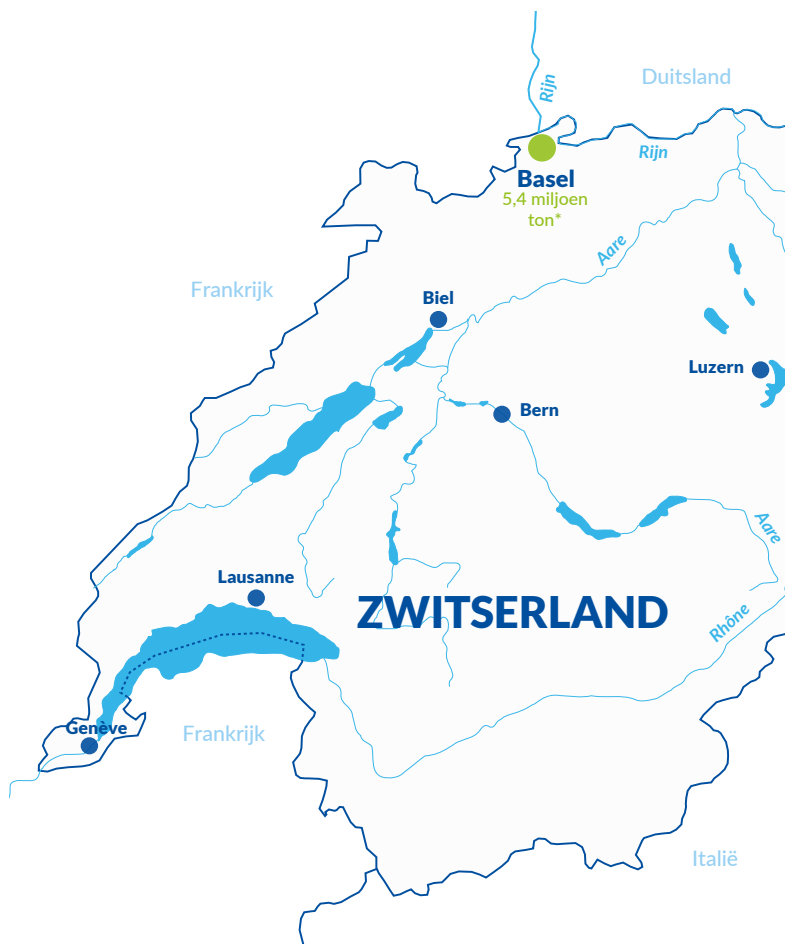 Rijn
Duitsland
Rijn
Basel
5,4 miljoen
ton*
Aare
Frankrijk
Biel
Luzern
Bern
Aare
Lausanne
ZWITSERLAND
Rhône
Genève
Frankrijk
Italië